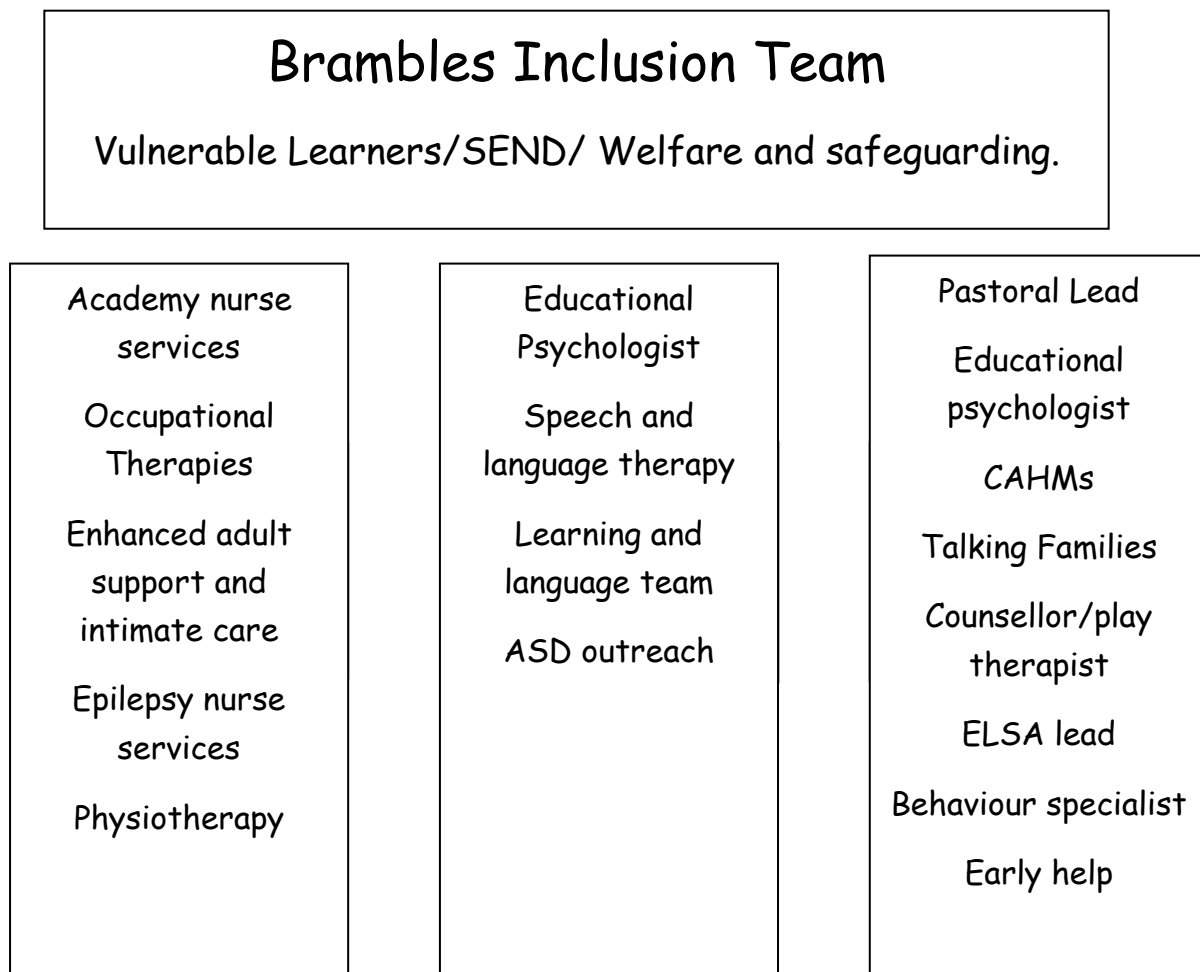 Brambles Inclusion Team
Vulnerable Learners/SEND/ Welfare and safeguarding.
Academy nurse
services
Occupational
Therapies
Enhanced adult
support and
intimate care
Epilepsy nurse
services
Physiotherapy
Educational
Psychologist
Speech and
language therapy
Learning and
language team
ASD outreach
Pastoral Lead
Educational
psychologist
CAHMs
Talking Families
Counsellor/play
therapist
ELSA lead
Behaviour specialist
Early help